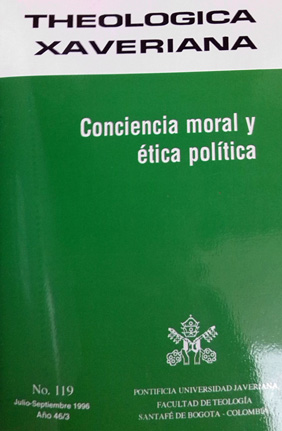 THEOLOGICA
XAVERIANA
Conciencia moral y
ética política
No. 119
Julio-Septiembre 1996
Año 46/3
PONTIFICIA UNIVERSIDAD JAVERIANA
FACULTAD DE TEOLOGÍA
SANTAFÉ DE BOGOTA - COLOMBIA